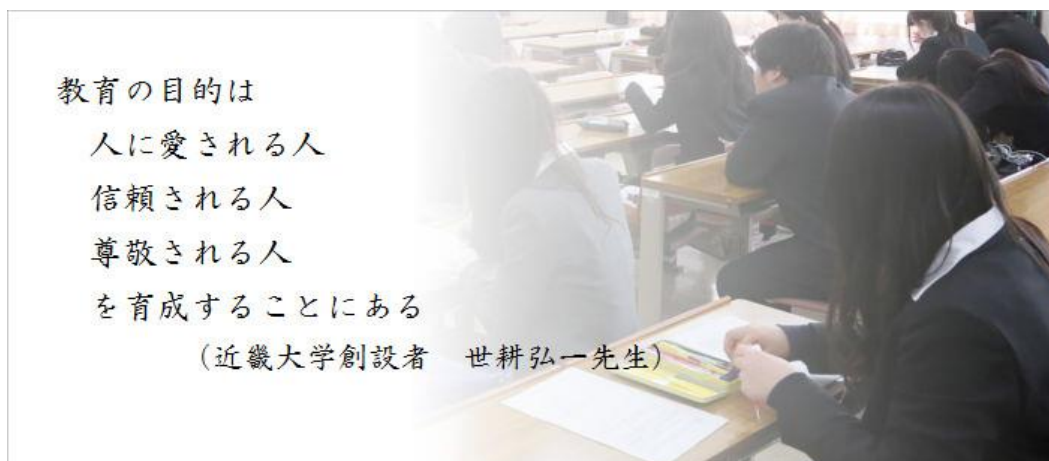 教育の目的は
人に愛される人
信頼される人
尊敬される人
を育成することにある
（近畿大学創設者　世耕弘一先生）